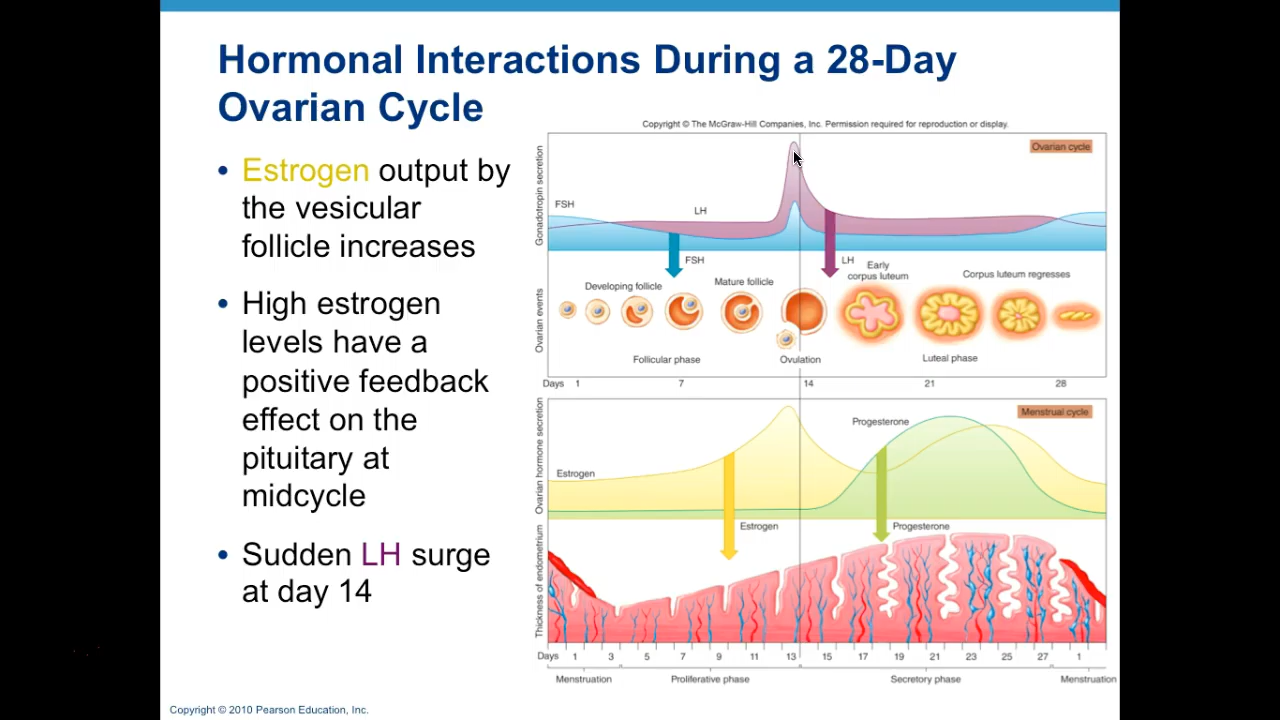 Hormonal Interactions During a 28-Day
Ovarian Cycle
• Estrogen output by
the vesicular
follicle increases
• High estrogen
levels have a
positive feedback
effect on the
pituitary at
midcycle
• Sudden LH surge
at day 14
Copyright © The McGraw-Hill Companies, Inc. Permission required for reproduction or display.
Ovarian cycle
Gonadotropin secretion
FSH
LH
FSH
LH
Ovarian events
Developing follicle
Mature follicle
Early
corpus luteum
Corpus luteum regresses
Follicular phase
Ovulation
Luteal phase
Days 1 7 14 21 28
Menstrual cycle
Ovarian hormone secretion
Estrogen
Progesterone
Estrogen
Progesterone
Thickness of endometrium
Days 1 3 5 7 9 11 13 15 17 19 21 23 25 27 1
Menstruation Proliferative phase Secretory phase Menstruation
Copyright © 2010 Pearson Education, Inc.